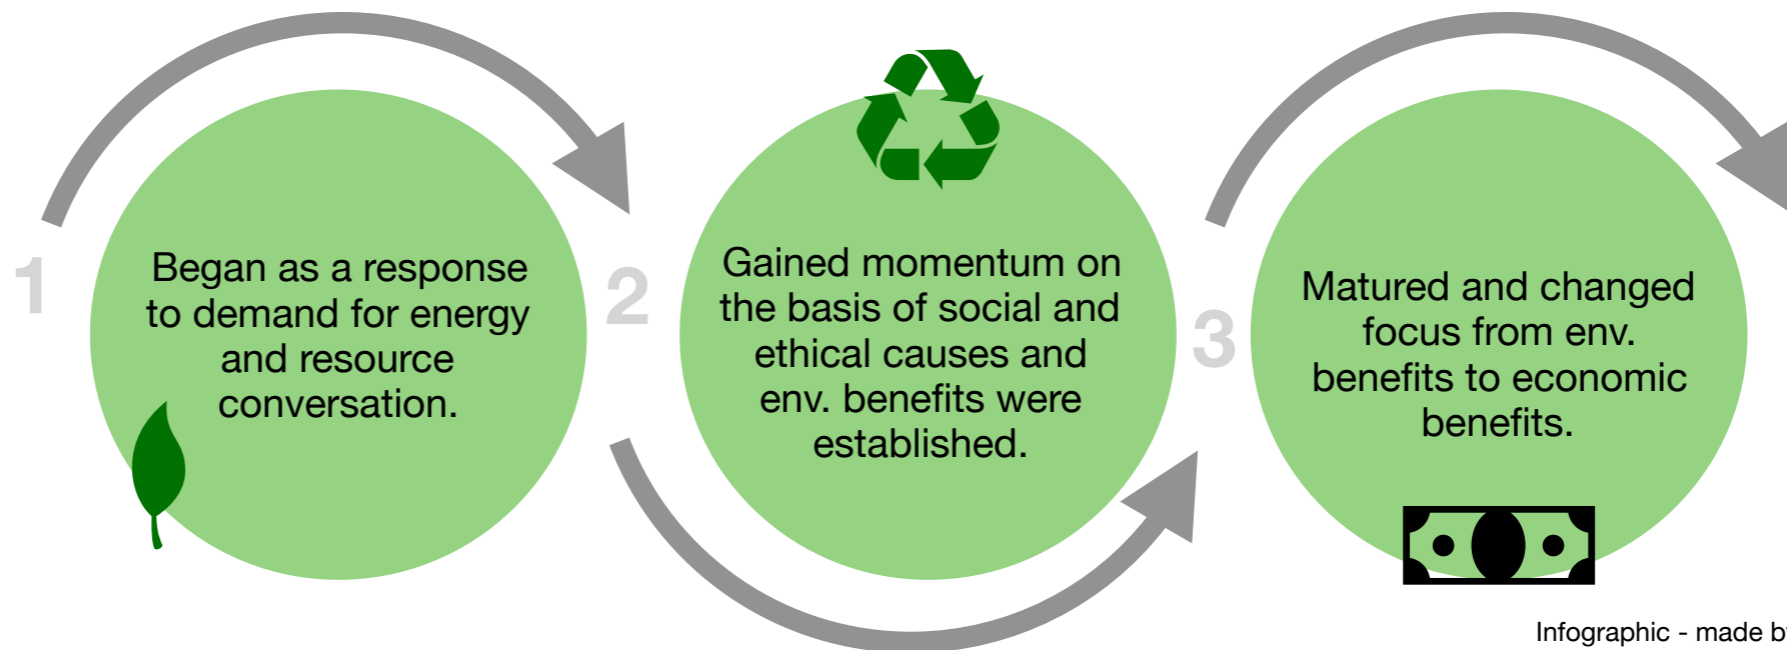 1
Began as a response
to demand for energy
and resource
conversation.
2
Gained momentum on
the basis of social and
ethical causes and
env. benefits were
established.
3
Matured and changed
focus from env.
benefits to economic
benefits.
Infographic - made by